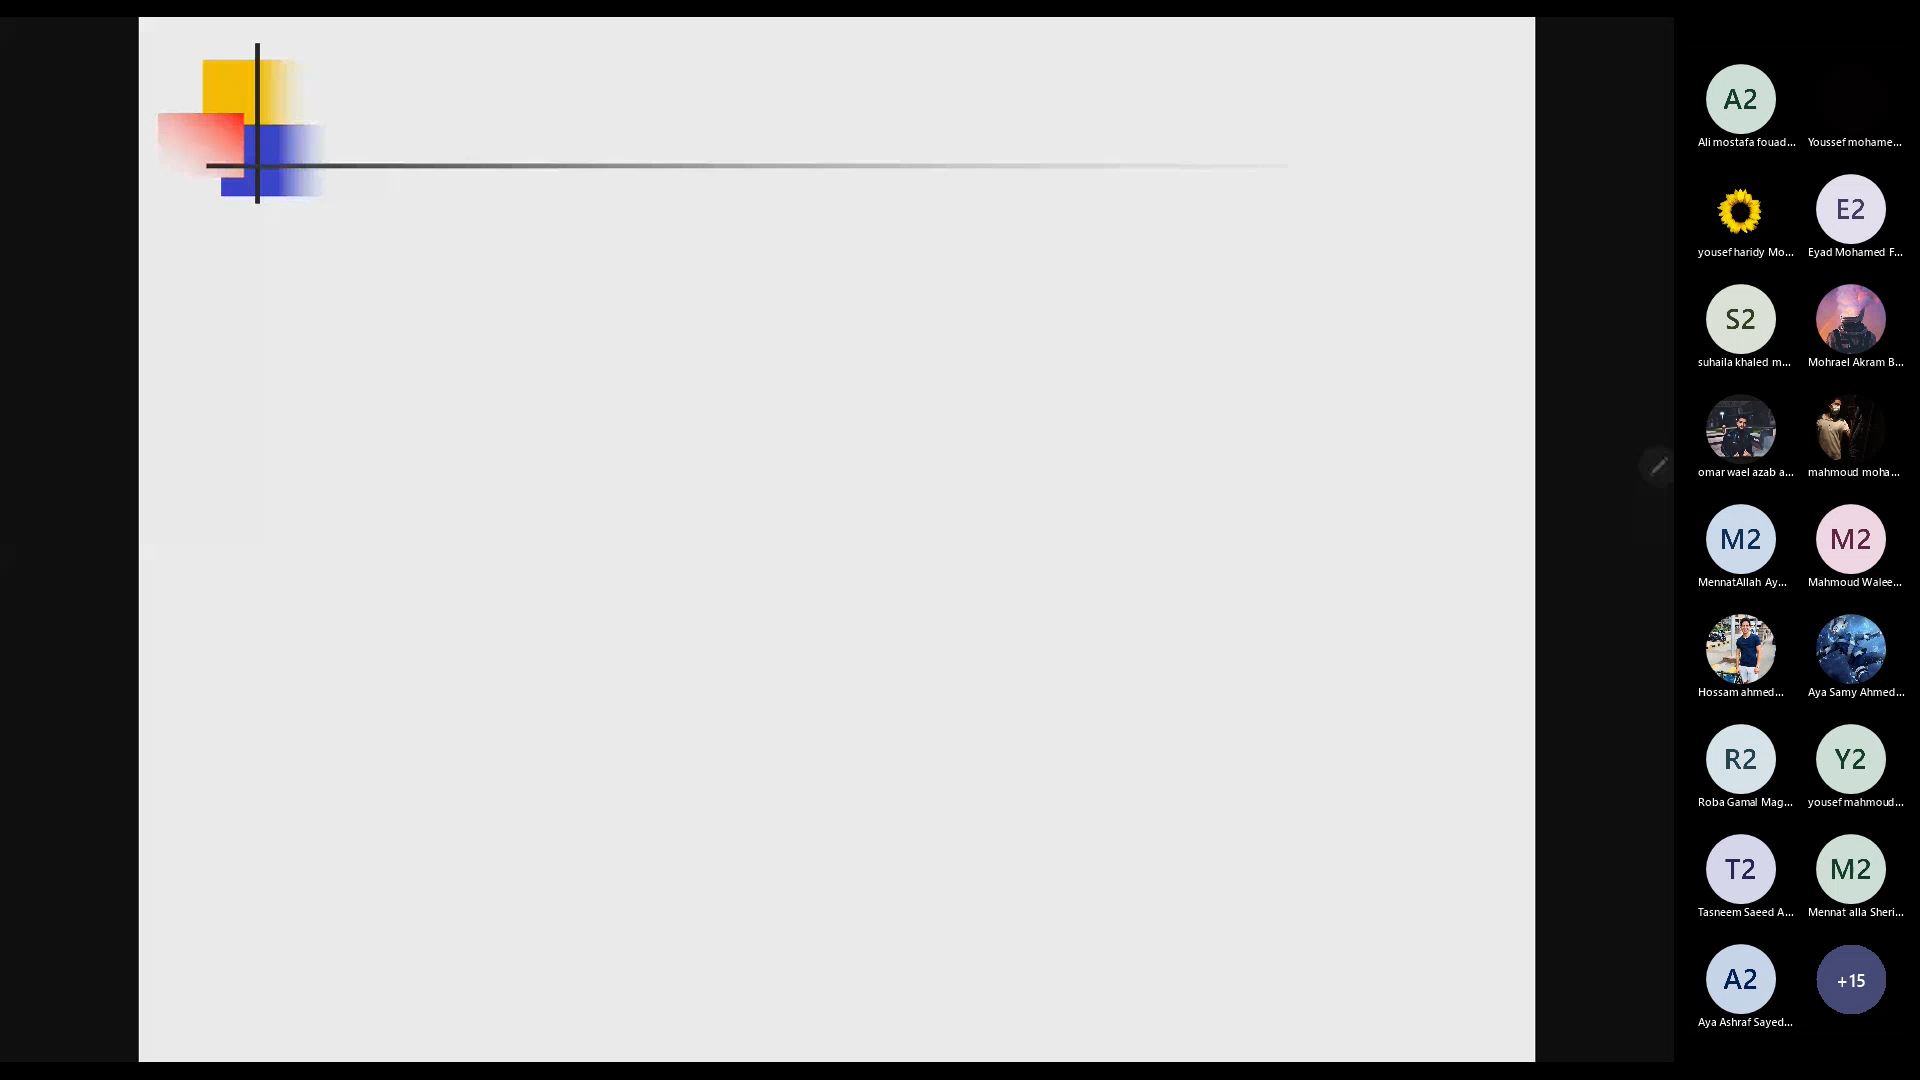 A2
Ali mostafa fouad...
Youssef mohame...
yousef haridy Mo...
E2
Eyad Mohamed F...
S2
suhaila khaled m...
Mohrael Akram B...
omar wael azab a...
mahmoud moha...
M2
MennatAllah Ay...
M2
Mahmoud Walee...
Hossam ahmed...
Aya Samy Ahmed...
R2
Roba Gamal Mag...
Y2
yousef mahmoud...
T2
Tasneem Saeed A...
M2
Mennat alla Sheri...
A2
Aya Ashraf Sayed...
+15